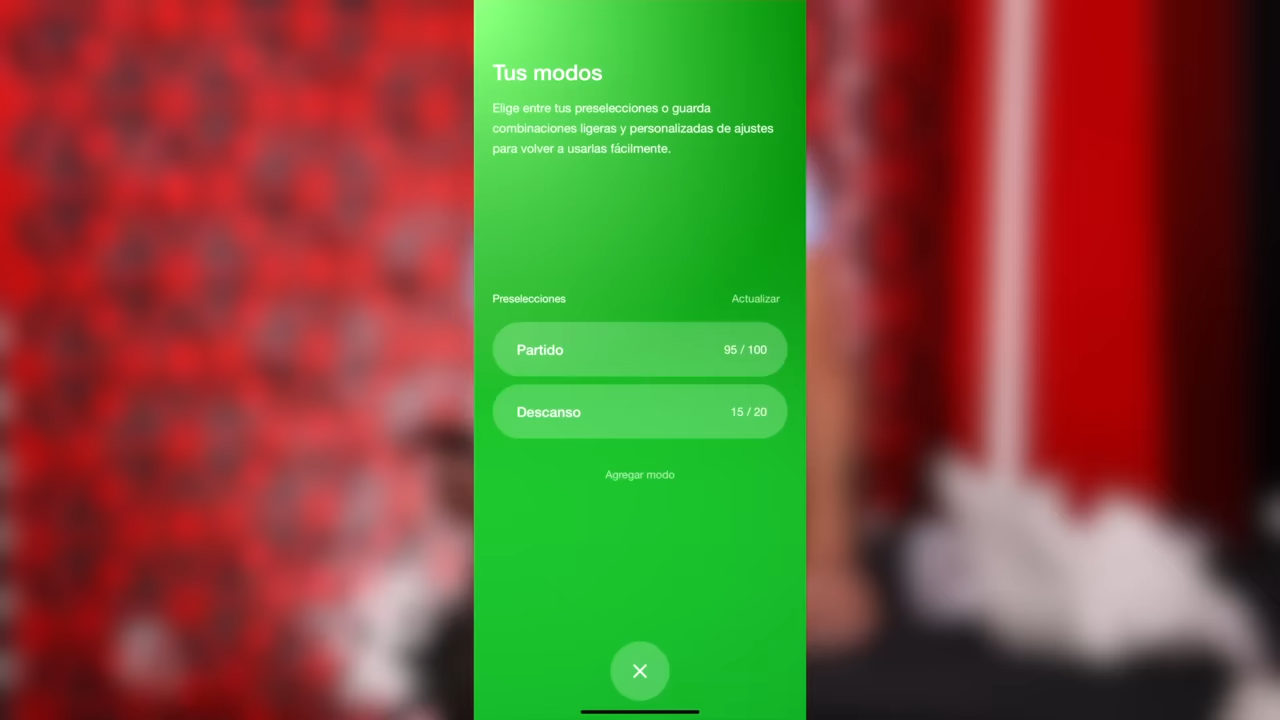 Tus modos
Elige entre tus preselecciones o guarda
combinaciones ligeras y personalizadas de ajustes
para volver a usarlas fácilmente.
Preselecciones Actualizar
Partido 95 / 100
Descanso 15 / 20
Agregar modo